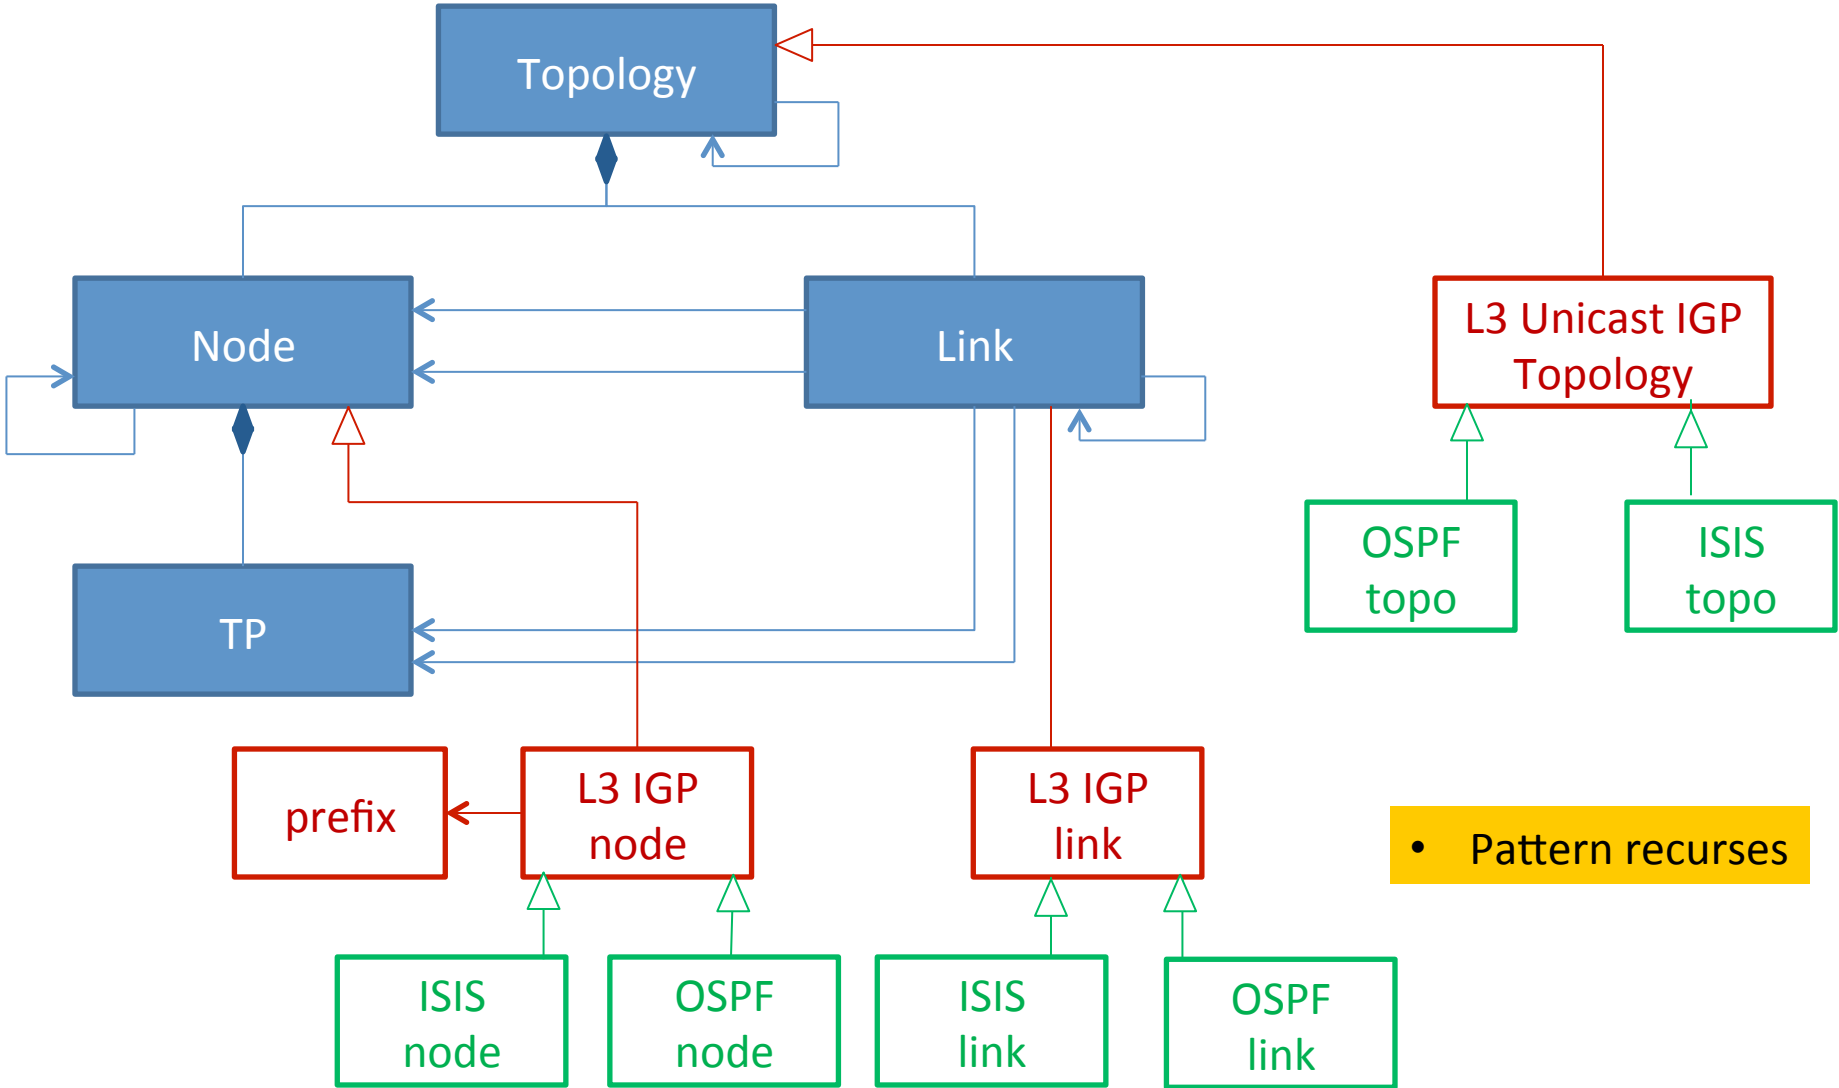 Topology
Node
Link
L3 Unicast IGP
Topology
OSPF
topo
ISIS
topo
TP
prefix
L3 IGP
node
L3 IGP
link
• Pattern recurses
ISIS
node
OSPF
node
ISIS
link
OSPF
link